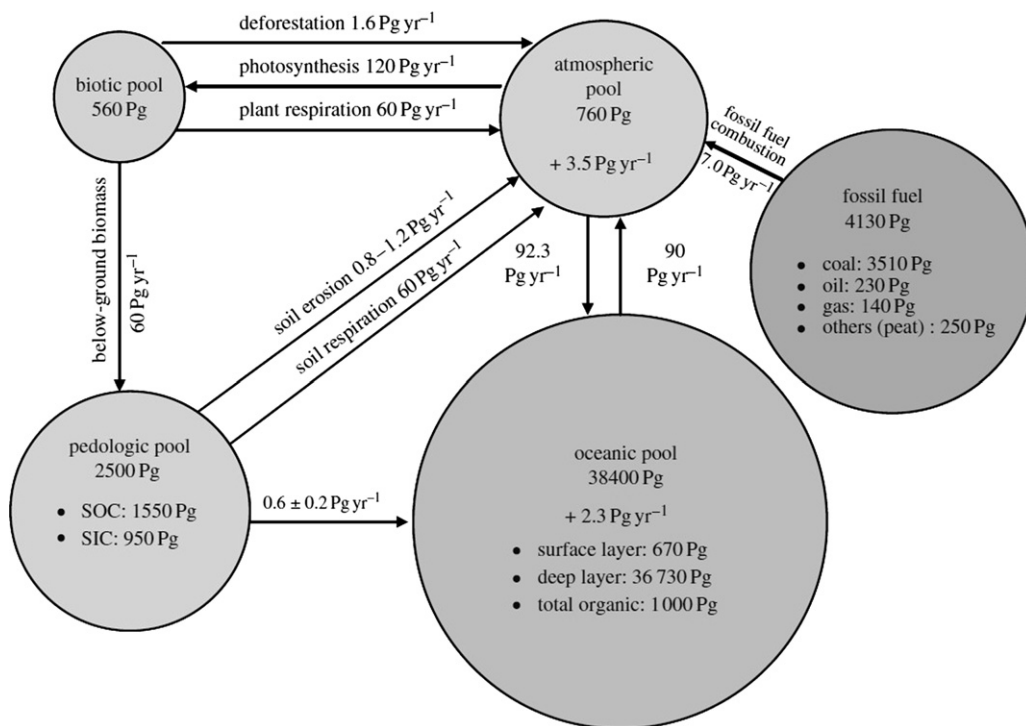 deforestation 1.6 Pg yr⁻¹
photosynthesis 120 Pg yr⁻¹
plant respiration 60 Pg yr⁻¹
biotic pool
560 Pg
atmospheric
pool
760 Pg
+ 3.5 Pg yr⁻¹
fossil fuel
combustion
7.0 Pg yr⁻¹
fossil fuel
4130 Pg
• coal: 3510 Pg
• oil: 230 Pg
• gas: 140 Pg
• others (peat) : 250 Pg
below-ground biomass
60 Pg yr⁻¹
soil erosion 0.8–1.2 Pg yr⁻¹
soil respiration 60 Pg yr⁻¹
92.3
Pg yr⁻¹
90
Pg yr⁻¹
pedologic pool
2500 Pg
• SOC: 1550 Pg
• SIC: 950 Pg
0.6 ± 0.2 Pg yr⁻¹
oceanic pool
38400 Pg
+ 2.3 Pg yr⁻¹
• surface layer: 670 Pg
• deep layer: 36 730 Pg
• total organic: 1000 Pg